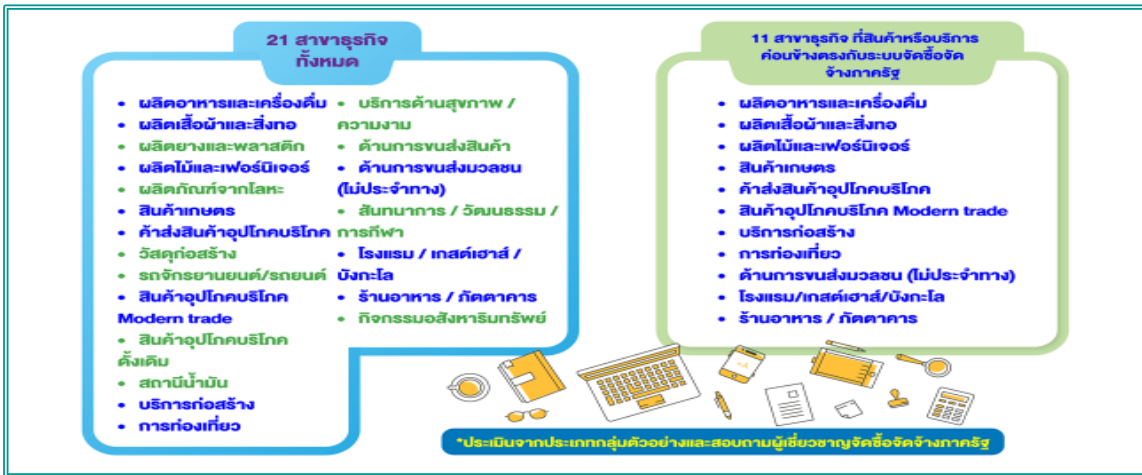 21 สาขาธุรกิจ
ทั้งหมด
• ผลิตอาหารและเครื่องดื่ม
• ผลิตเสื้อผ้าและสิ่งทอ
• ผลิตยางและพลาสติก
• ผลิตไม้และเฟอร์นิเจอร์
• ผลิตภัณฑ์จากโลหะ
• สินค้าเกษตร
• ค้าส่งสินค้าอุปโภคบริโภค
• วัสดุก่อสร้าง
• รถจักรยานยนต์/รถยนต์
• สินค้าอุปโภคบริโภค
Modern trade
• สินค้าอุปโภคบริโภค
ดั้งเดิม
• สถานีน้ำมัน
• บริการก่อสร้าง
• การท่องเที่ยว
• บริการด้านสุขภาพ /
ความงาม
• ด้านการขนส่งสินค้า
• ด้านการขนส่งมวลชน
(ไม่ประจำทาง)
• สันทนาการ / วัฒนธรรม /
การกีฬา
• โรงแรม / เกสต์เฮาส์ /
บังกะโล
• ร้านอาหาร / ภัตตาคาร
• กิจกรรมอสังหาริมทรัพย์
11 สาขาธุรกิจ ที่สินค้าหรือบริการ
ค่อนข้างตรงกับระบบจัดซื้อจัด
จ้างภาครัฐ
• ผลิตอาหารและเครื่องดื่ม
• ผลิตเสื้อผ้าและสิ่งทอ
• ผลิตไม้และเฟอร์นิเจอร์
• สินค้าเกษตร
• ค้าส่งสินค้าอุปโภคบริโภค
• สินค้าอุปโภคบริโภค Modern trade
• บริการก่อสร้าง
• การท่องเที่ยว
• ด้านการขนส่งมวลชน (ไม่ประจำทาง)
• โรงแรม/เกสต์เฮาส์/บังกะโล
• ร้านอาหาร / ภัตตาคาร
*ประเมินจากประเภทกลุ่มตัวอย่างและสอบถามผู้เชี่ยวชาญจัดซื้อจัดจ้างภาครัฐ